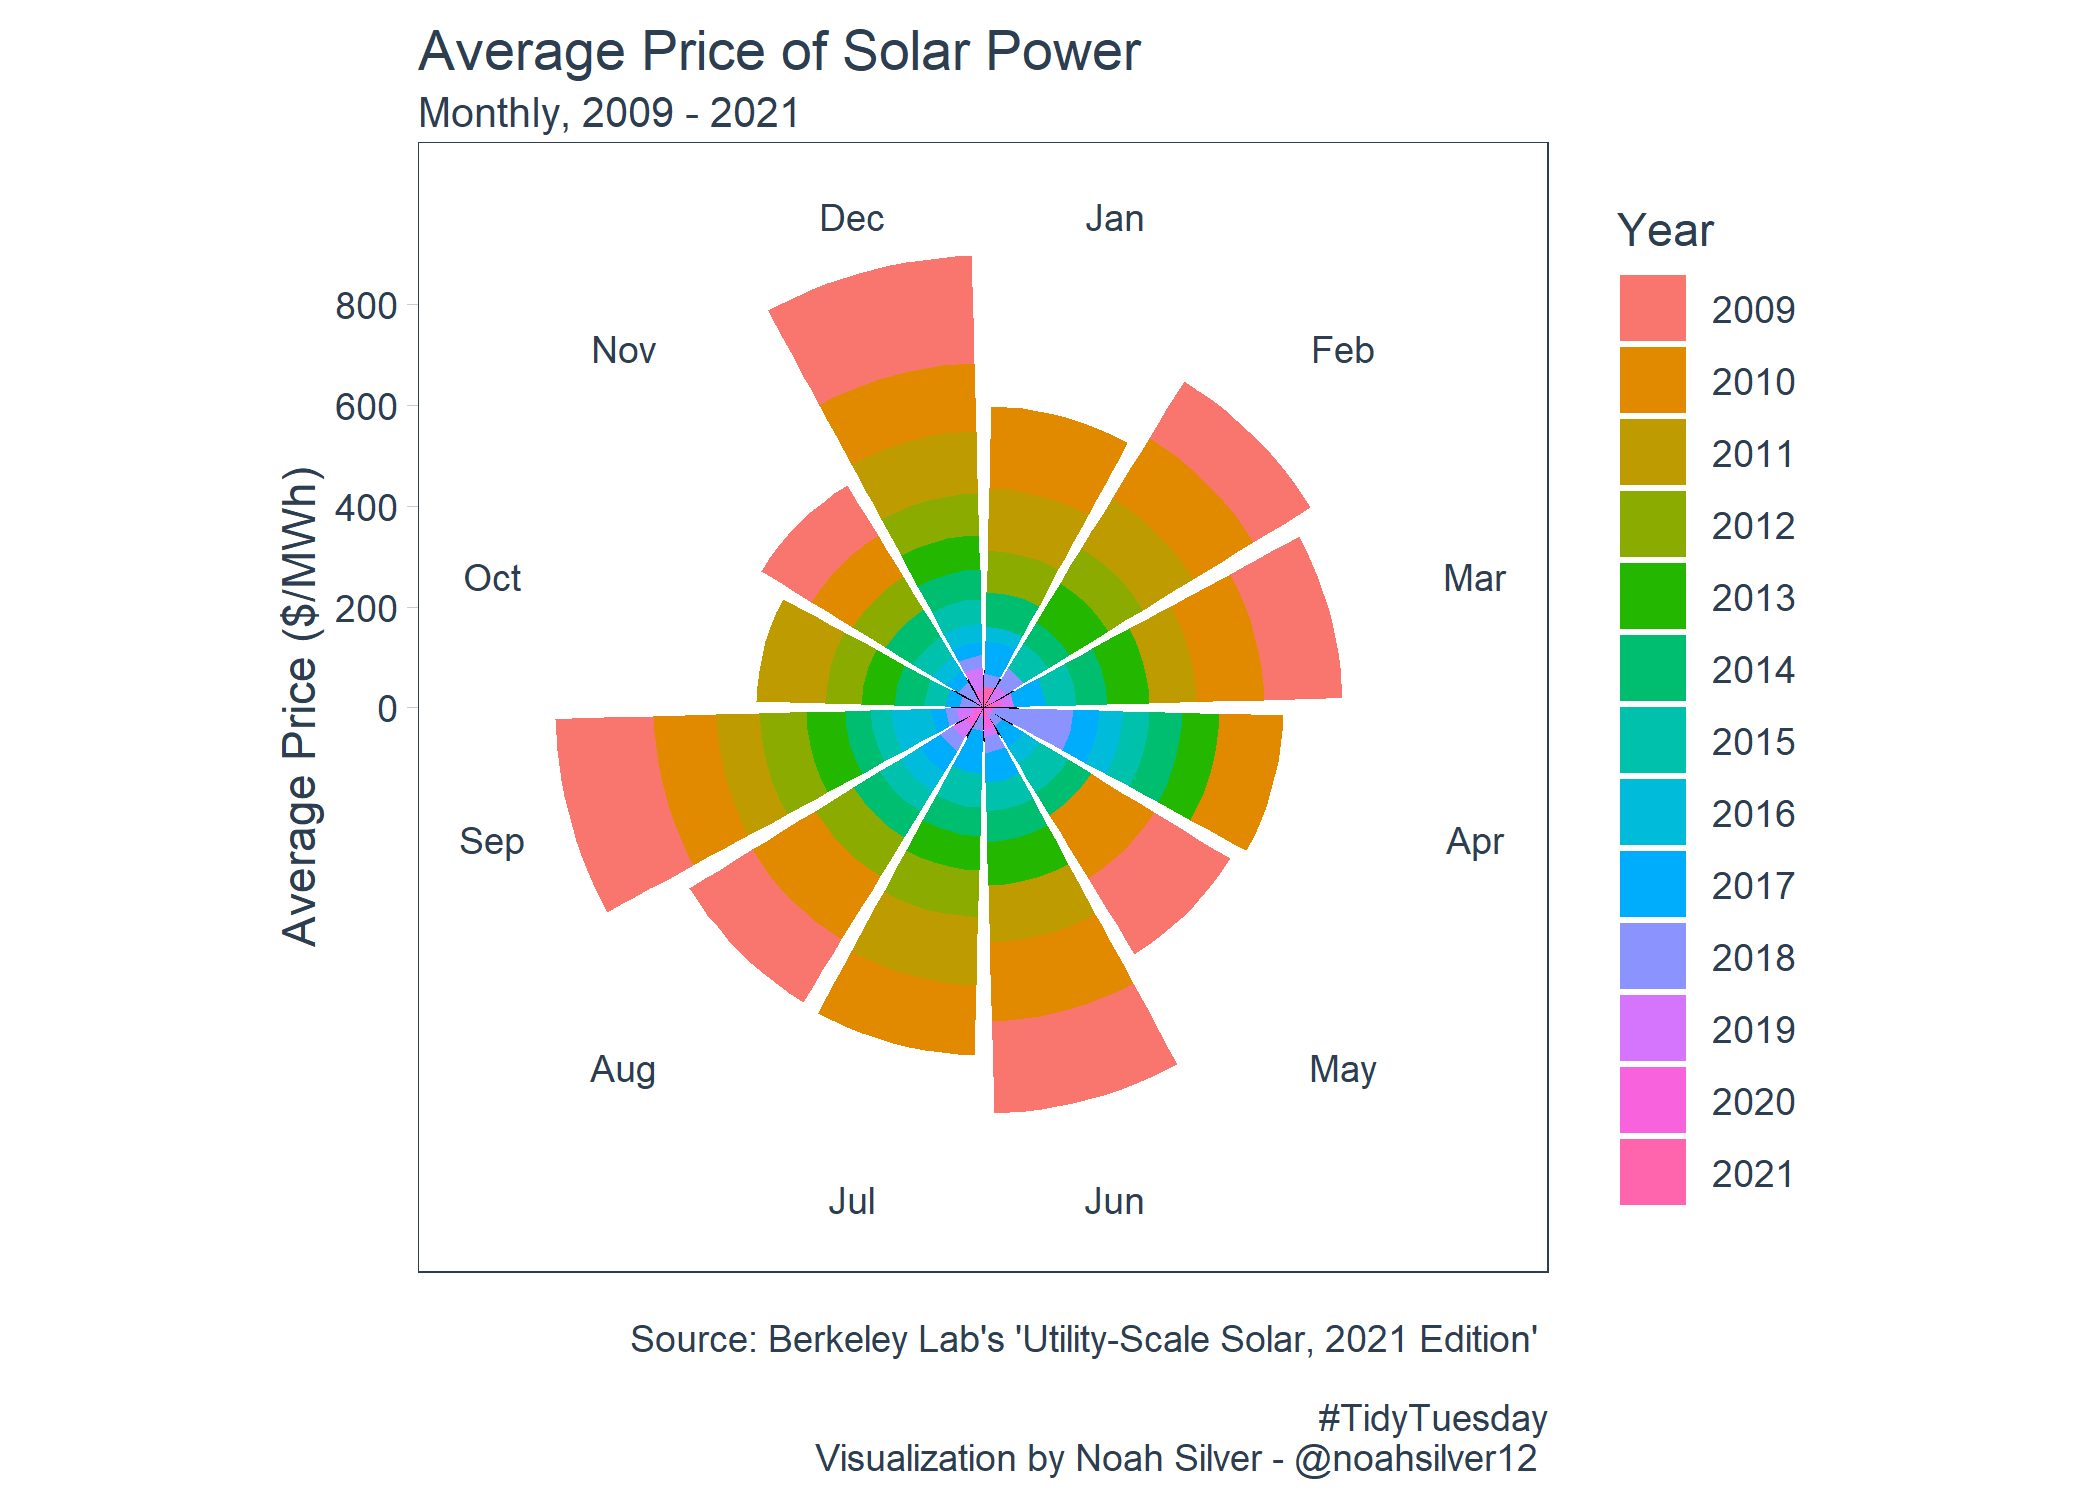 Average Price of Solar Power
Monthly, 2009 - 2021
Dec
Jan
Nov
Feb
Oct
Mar
Sep
Apr
Aug
May
Jul
Jun
800
600
400
200
0
Average Price ($/MWh)
Year
2009
2010
2011
2012
2013
2014
2015
2016
2017
2018
2019
2020
2021
Source: Berkeley Lab's 'Utility-Scale Solar, 2021 Edition'
#TidyTuesday
Visualization by Noah Silver - @noahsilver12